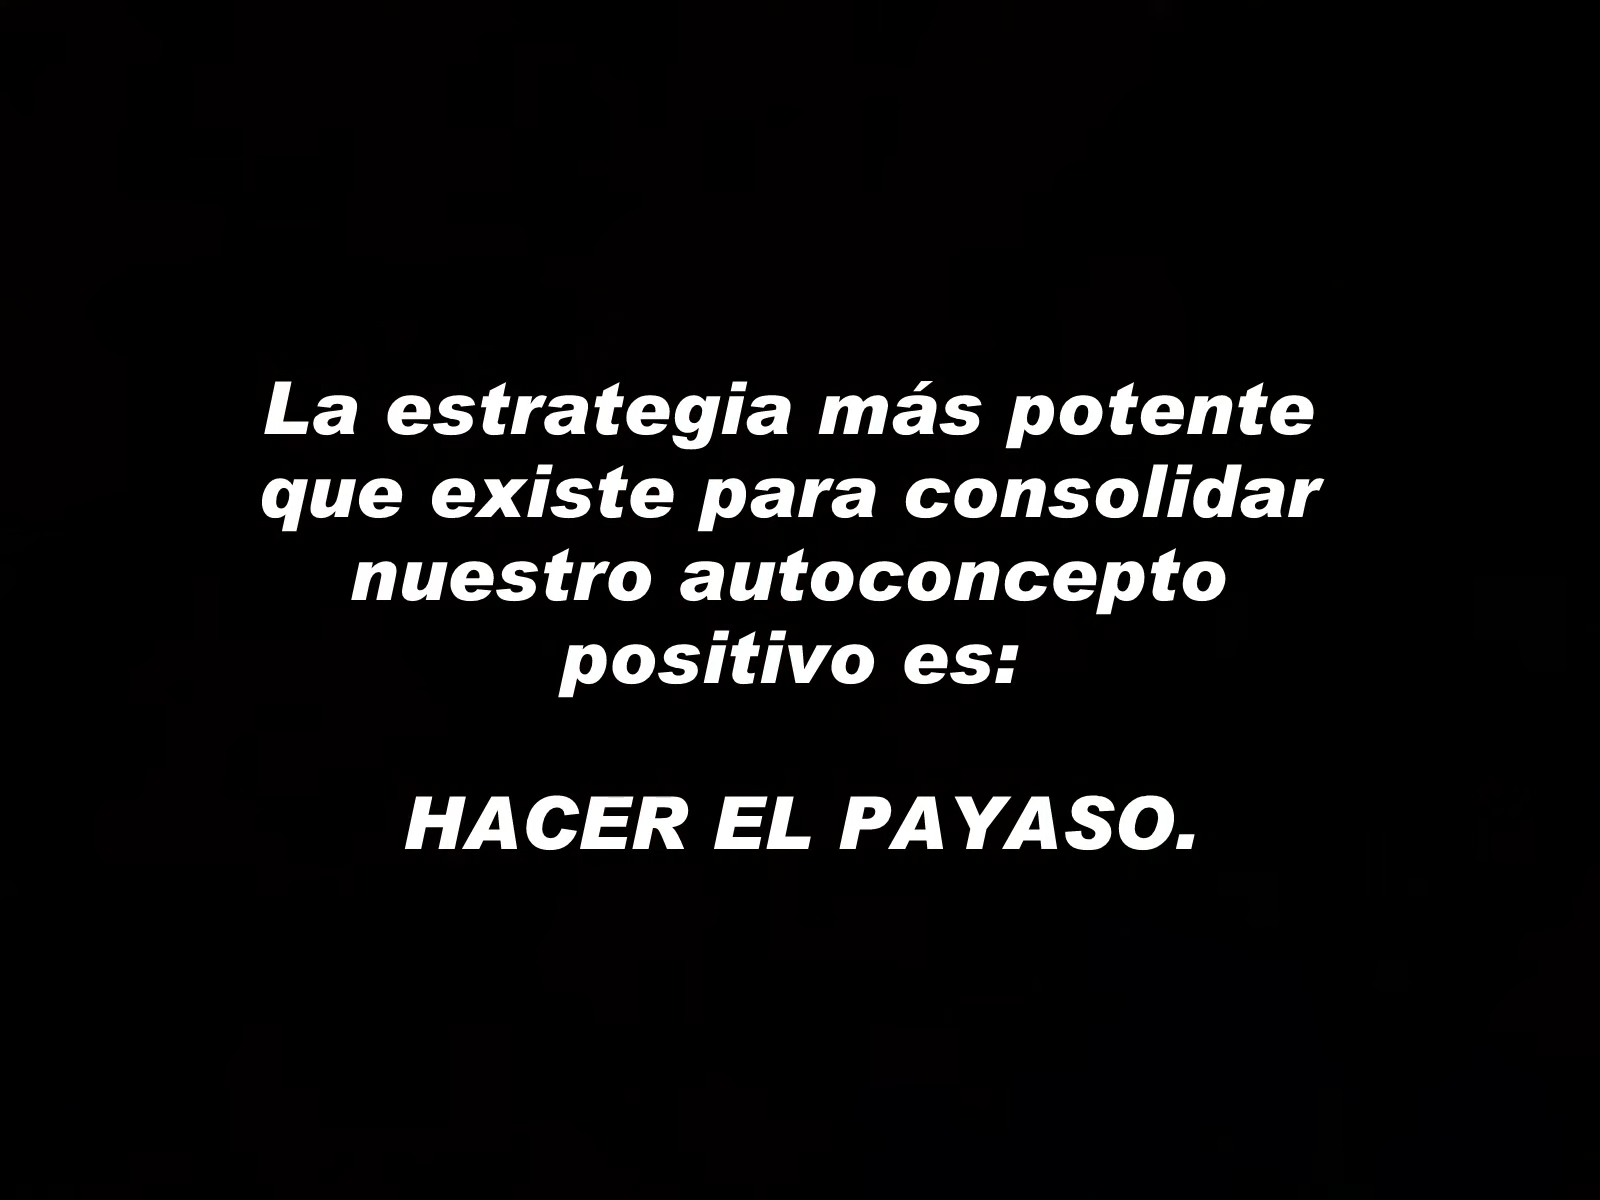 La estrategia más potente
que existe para consolidar
nuestro autoconcepto
positivo es:
HACER EL PAYASO.